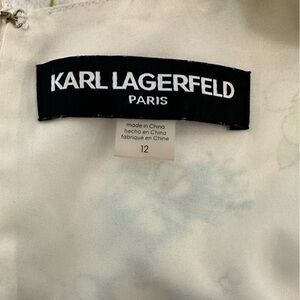 KARL LAGERFELD
PARIS
made in China
hecho en China
fabriqué en Chine
12